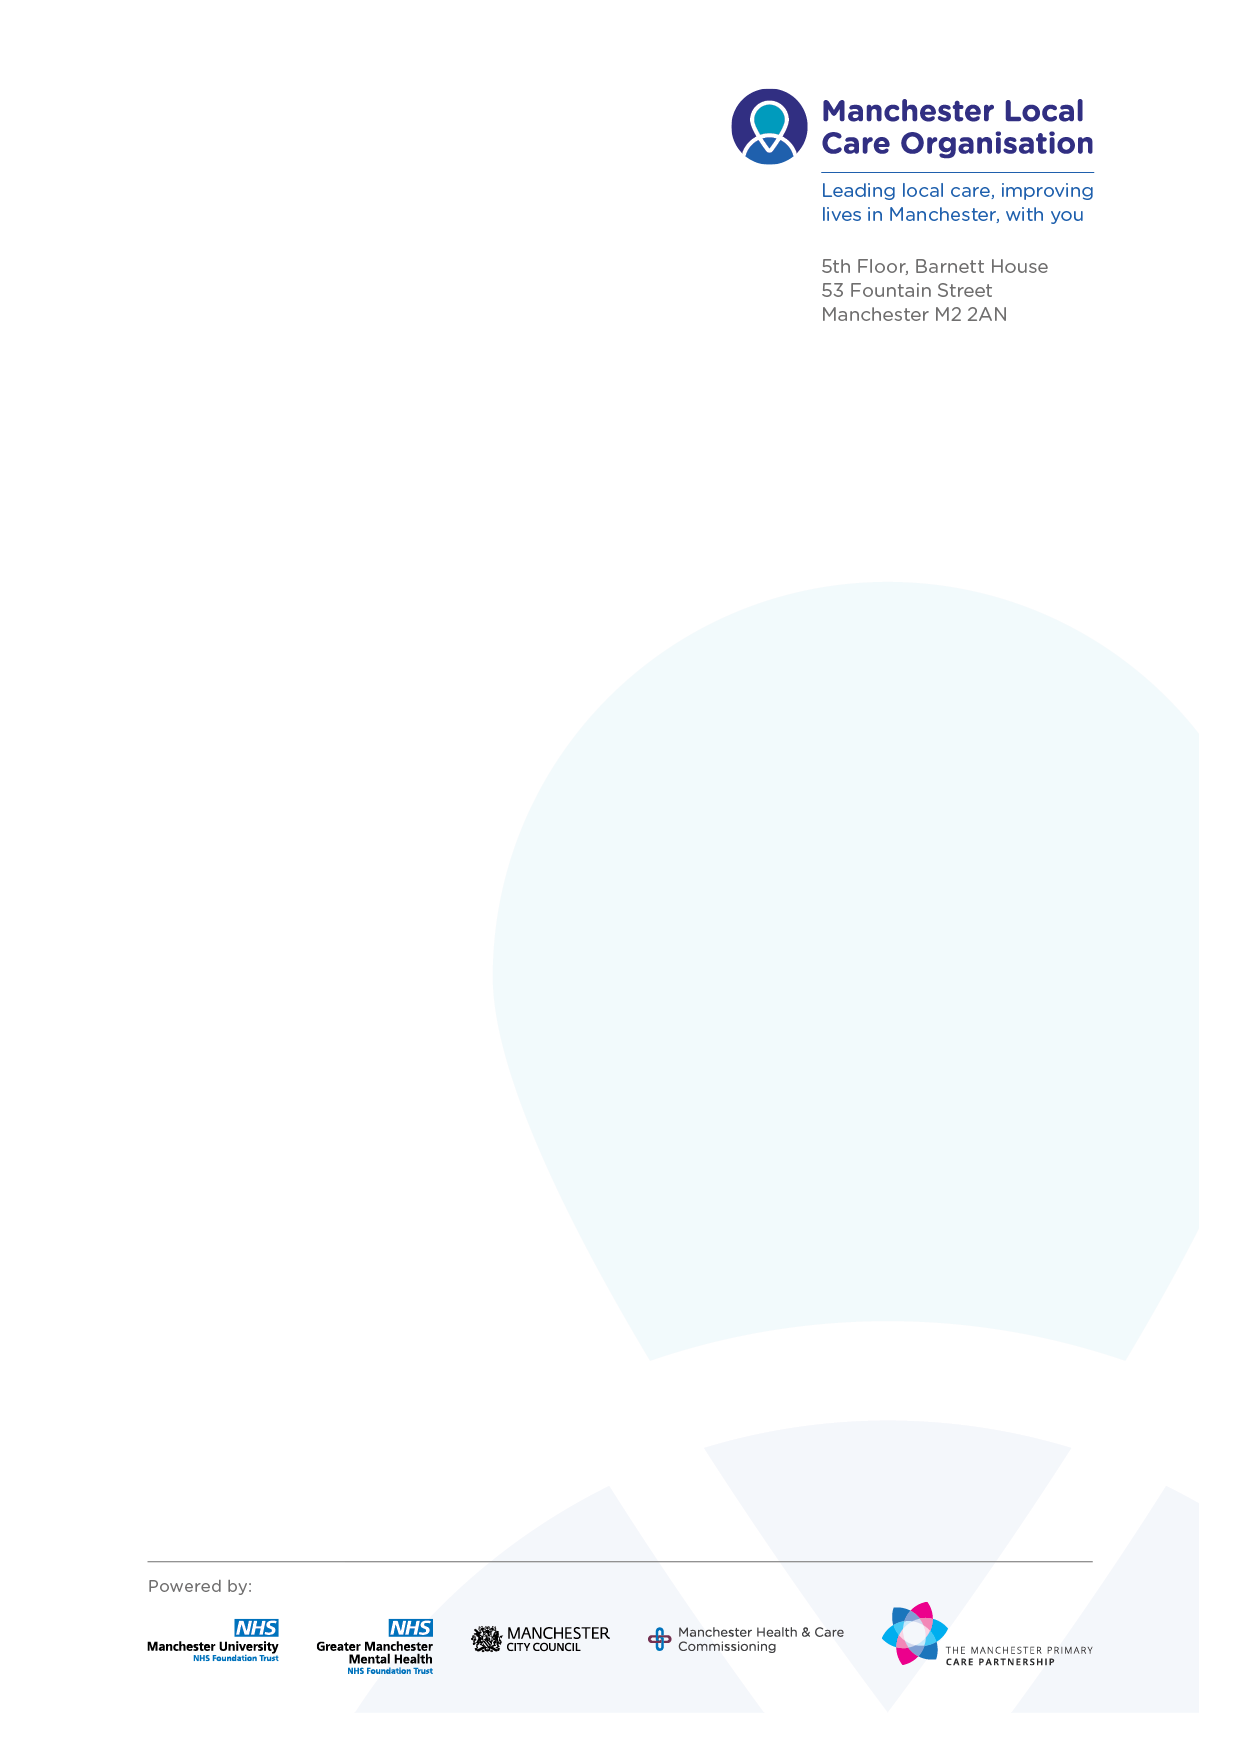 Manchester Local
Care Organisation
Leading local care, improving
lives in Manchester, with you
5th Floor, Barnett House
53 Fountain Street
Manchester M2 2AN
Powered by:
NHS
Manchester University
NHS Foundation Trust
NHS
Greater Manchester
Mental Health
NHS Foundation Trust
MANCHESTER
CITY COUNCIL
Manchester Health & Care
Commissioning
THE MANCHESTER PRIMARY
CARE PARTNERSHIP